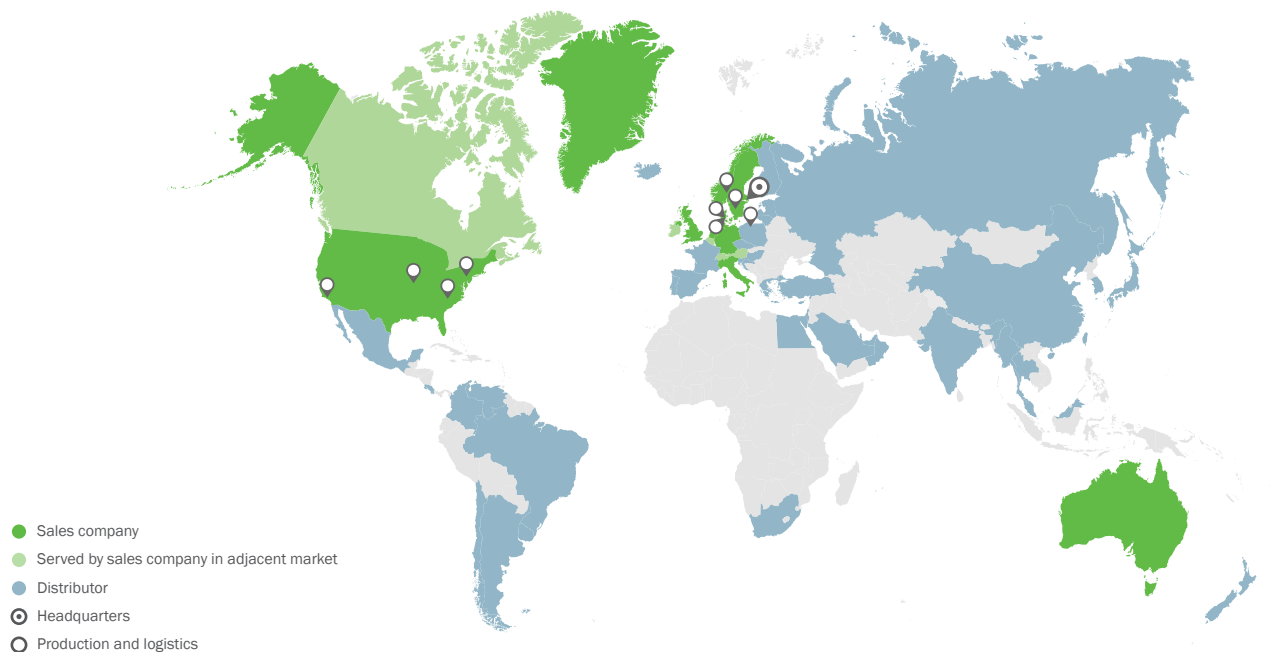 Sales company
Served by sales company in adjacent market
Distributor
Headquarters
Production and logistics